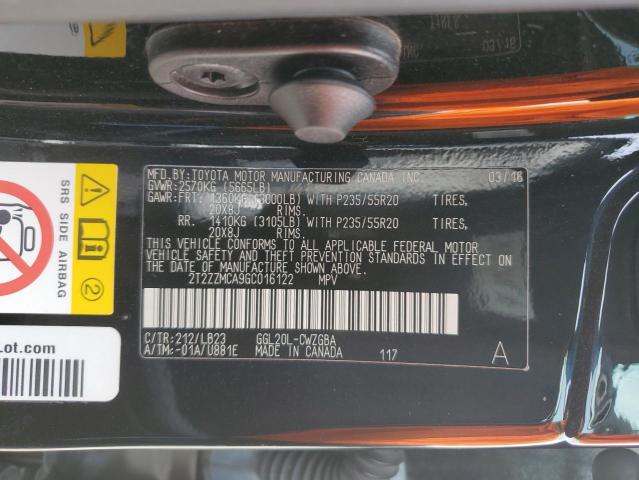 MFD.BY:TOYOTA MOTOR MANUFACTURING CANADA INC. 03/16
GVWR:2570KG (5665LB)
GAWR:FRT: 1360KG (3000LB) WITH P235/55R20 TIRES,
20X8J RIMS.
RR. 1410KG (3105LB) WITH P235/55R20 TIRES,
20X8J RIMS.
THIS VEHICLE CONFORMS TO ALL APPLICABLE FEDERAL MOTOR
VEHICLE SAFETY AND THEFT PREVENTION STANDARDS IN EFFECT ON
THE DATE OF MANUFACTURE SHOWN ABOVE.
2T2ZZMCA9GC016122 MPV
C/TR:212/LB23 GGL20L-CWZGBA
A/TM:-01A/U881E MADE IN CANADA 117 A
SRS SIDE AIRBAG
2
Lot.com